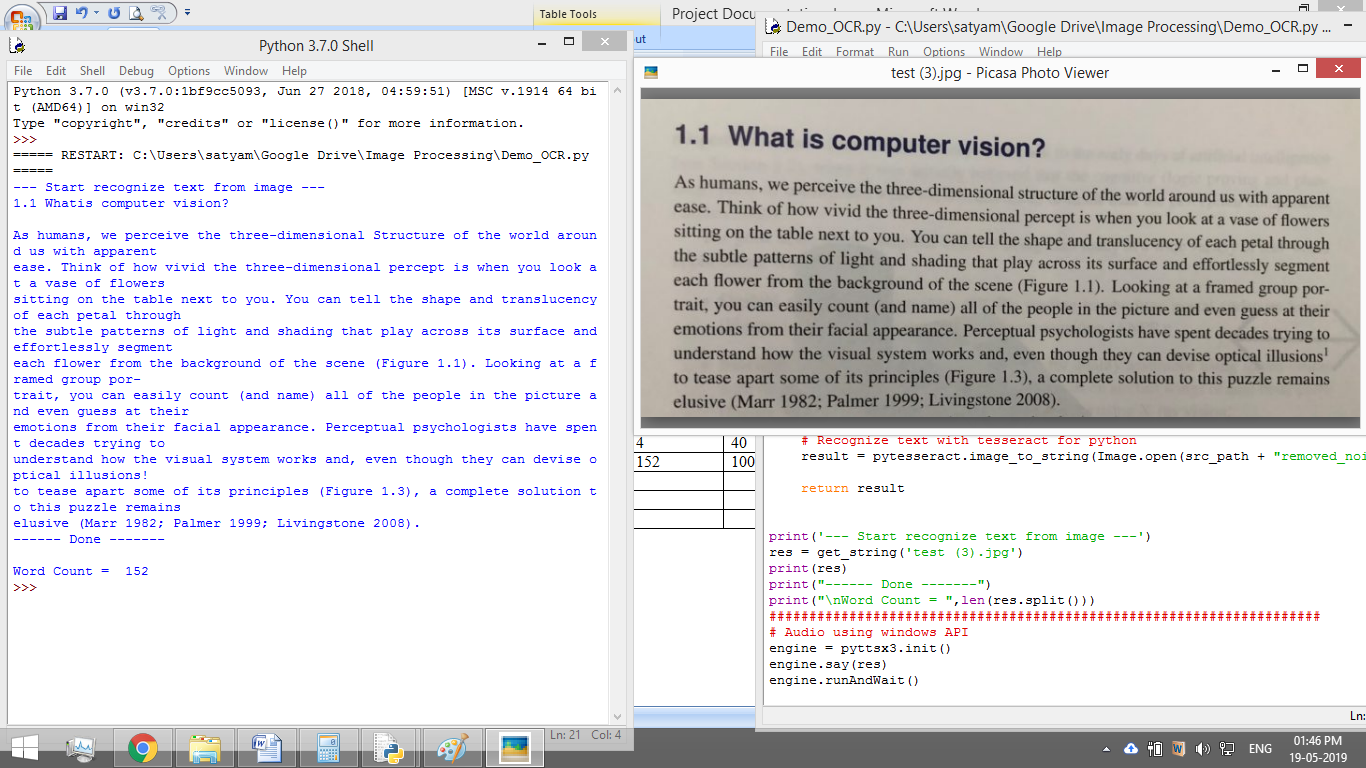 Table Tools
Project Docu
Python 3.7.0 Shell
File Edit Shell Debug Options Window Help
Python 3.7.0 (v3.7.0:1bf9cc5093, Jun 27 2018, 04:59:51) [MSC v.1914 64 bi
t (AMD64)] on win32
Type "copyright", "credits" or "license()" for more information.
>>>
===== RESTART: C:\Users\satyam\Google Drive\Image Processing\Demo_OCR.py
=====
--- Start recognize text from image ---
1.1 Whatis computer vision?
As humans, we perceive the three-dimensional Structure of the world aroun
d us with apparent
ease. Think of how vivid the three-dimensional percept is when you look a
t a vase of flowers
sitting on the table next to you. You can tell the shape and translucency
of each petal through
the subtle patterns of light and shading that play across its surface and
effortlessly segment
each flower from the background of the scene (Figure 1.1). Looking at a f
ramed group por-
trait, you can easily count (and name) all of the people in the picture a
nd even guess at their
emotions from their facial appearance. Perceptual psychologists have spen
t decades trying to
understand how the visual system works and, even though they can devise o
ptical illusions!
to tease apart some of its principles (Figure 1.3), a complete solution t
o this puzzle remains
elusive (Marr 1982; Palmer 1999; Livingstone 2008).
------ Done -------
Word Count =  152
>>>
Ln: 21 Col: 4
ut
Demo_OCR.py - C:\Users\satyam\Google Drive\Image Processing\Demo_OCR.py ...
File Edit Format Run Options Window Help
test (3).jpg - Picasa Photo Viewer
1.1 What is computer vision?
As humans, we perceive the three-dimensional structure of the world around us with apparent
ease. Think of how vivid the three-dimensional percept is when you look at a vase of flowers
sitting on the table next to you. You can tell the shape and translucency of each petal through
the subtle patterns of light and shading that play across its surface and effortlessly segment
each flower from the background of the scene (Figure 1.1). Looking at a framed group por-
trait, you can easily count (and name) all of the people in the picture and even guess at their
emotions from their facial appearance. Perceptual psychologists have spent decades trying to
understand how the visual system works and, even though they can devise optical illusions¹
to tease apart some of its principles (Figure 1.3), a complete solution to this puzzle remains
elusive (Marr 1982; Palmer 1999; Livingstone 2008).
4 40
152 100
# Recognize text with tesseract for python
result = pytesseract.image_to_string(Image.open(src_path + "removed_noi
return result
print('--- Start recognize text from image ---')
res = get_string('test (3).jpg')
print(res)
print("------ Done -------")
print("\nWord Count = ",len(res.split()))
#####################################################################
# Audio using windows API
engine = pyttsx3.init()
engine.say(res)
engine.runAndWait()
Ln:
ENG
01:46 PM
19-05-2019